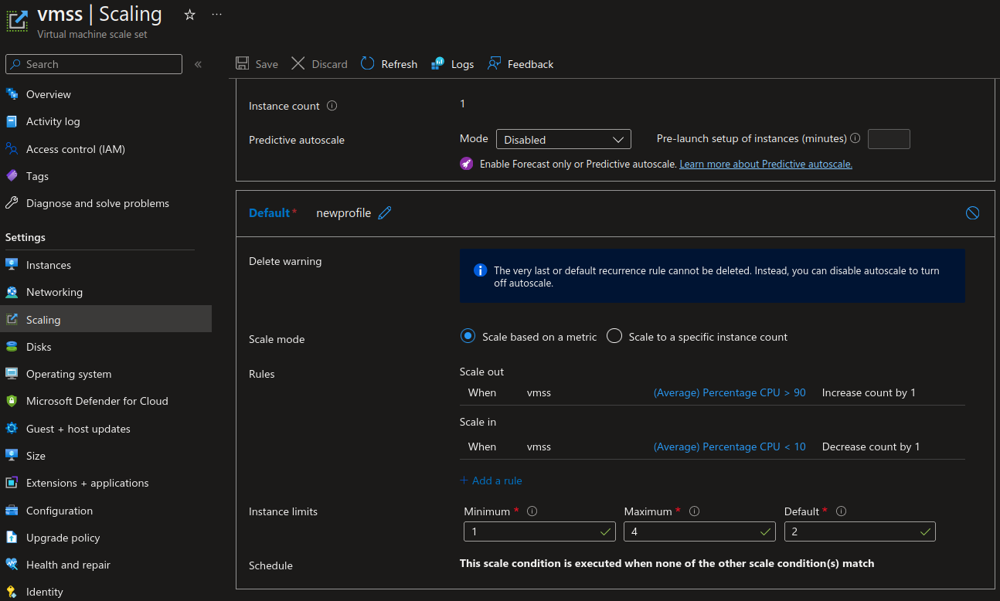 vmss | Scaling
Virtual machine scale set
Search
Overview
Activity log
Access control (IAM)
Tags
Diagnose and solve problems
Settings
Instances
Networking
Scaling
Disks
Operating system
Microsoft Defender for Cloud
Guest + host updates
Size
Extensions + applications
Configuration
Upgrade policy
Health and repair
Identity
Save Discard Refresh Logs Feedback
Instance count 1
Predictive autoscale Mode Disabled Pre-launch setup of instances (minutes)
Enable Forecast only or Predictive autoscale. Learn more about Predictive autoscale.
Default* newprofile
Delete warning
The very last or default recurrence rule cannot be deleted. Instead, you can disable autoscale to turn
off autoscale.
Scale mode Scale based on a metric Scale to a specific instance count
Rules
Scale out
When vmss (Average) Percentage CPU > 90 Increase count by 1
Scale in
When vmss (Average) Percentage CPU < 10 Decrease count by 1
+ Add a rule
Instance limits Minimum * Maximum * Default *
1 4 2
Schedule This scale condition is executed when none of the other scale condition(s) match